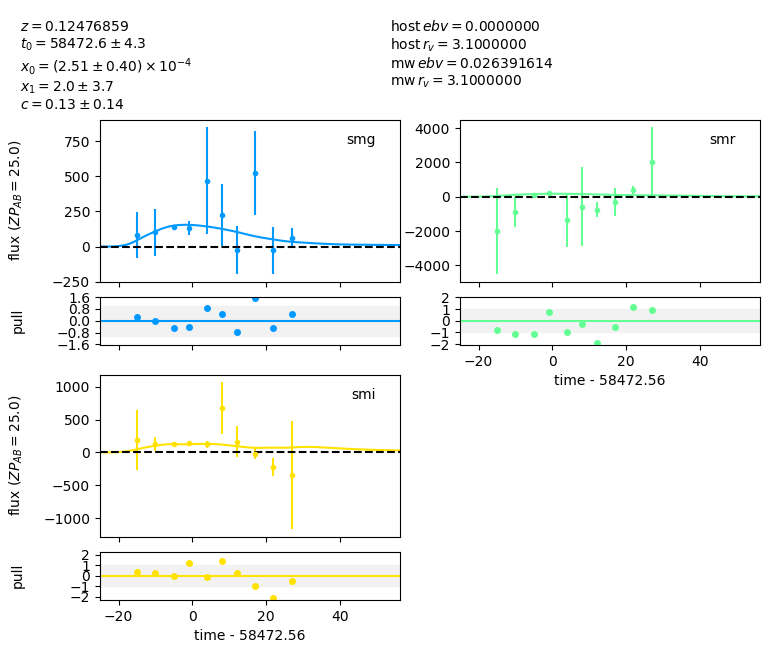 z = 0.12476859
t₀ = 58472.6 ± 4.3
x₀ = (2.51 ± 0.40) × 10⁻⁴
x₁ = 2.0 ± 3.7
c = 0.13 ± 0.14
host ebv = 0.0000000
host r_v = 3.1000000
mw ebv = 0.026391614
mw r_v = 3.1000000
smg
flux (ZP_AB = 25.0)
750
500
250
0
−250
pull
1.6
0.8
0.0
−0.8
−1.6
smr
4000
2000
0
−2000
−4000
2
1
0
−1
−2
−20 0 20 40
time - 58472.56
smi
flux (ZP_AB = 25.0)
1000
500
0
−500
−1000
pull
2
1
0
−1
−2
−20 0 20 40
time - 58472.56